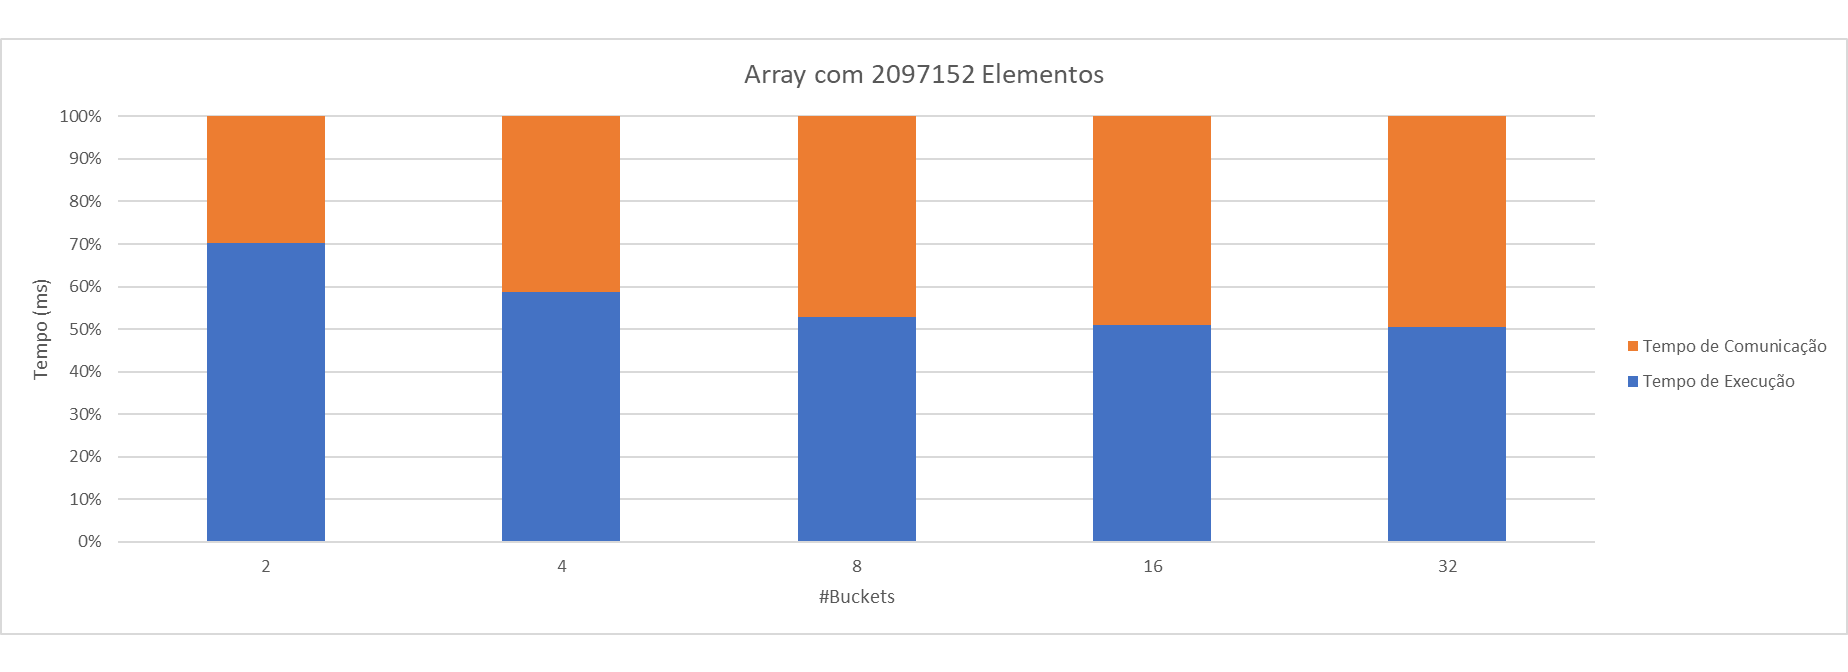 Array com 2097152 Elementos
100%
90%
80%
70%
60%
50%
40%
30%
20%
10%
0%
Tempo (ms)
2 4 8 16 32
#Buckets
Tempo de Comunicação
Tempo de Execução